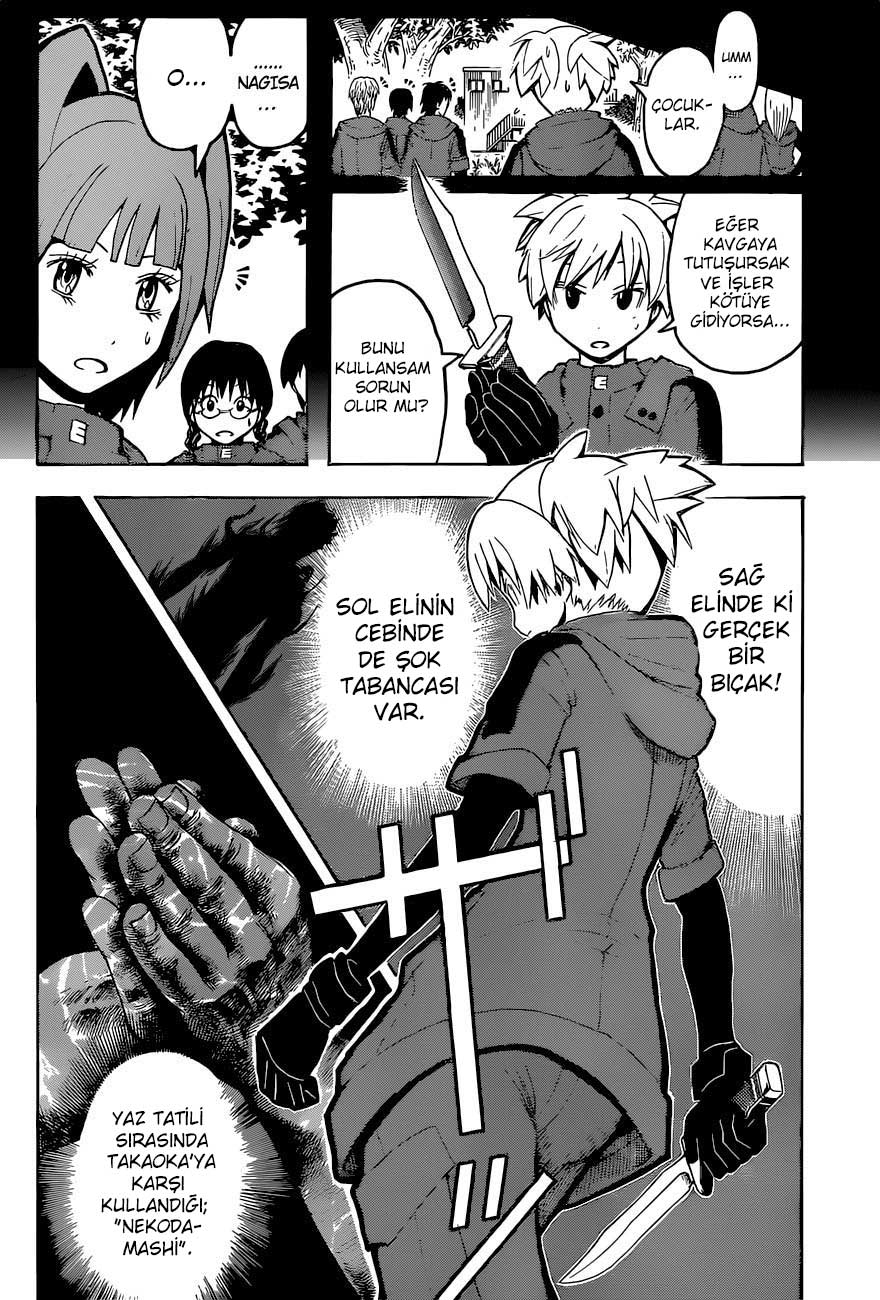 UMM
...
ÇOCUK-
LAR.
EĞER
KAVGAYA
TUTUŞURSAK
VE İŞLER
KÖTÜYE
GİDİYORSA...
BUNU
KULLANSAM
SORUN
OLUR MU?
......
NAGISA
...
O...
E
E
SAĞ
ELİNDE Kİ
GERÇEK
BİR
BIÇAK!
SOL ELİNİN
CEBİNDE
DE ŞOK
TABANCASI
VAR.
YAZ TATİLİ
SIRASINDA
TAKAOKA'YA
KARŞI
KULLANDIĞI;
"NEKODA-
MASHİ".